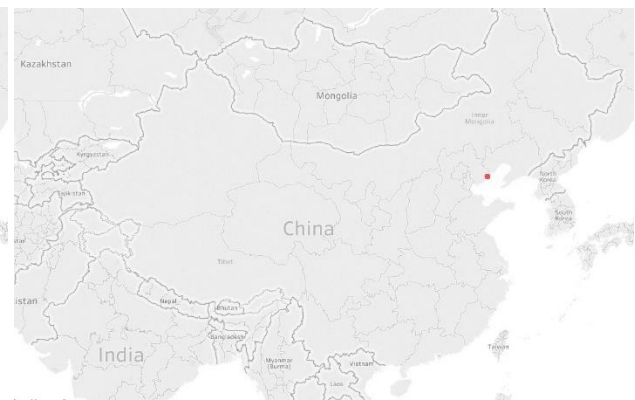 Kazakhstan
Mongolia
Inner
Mongolia
Kyrgyzstan
North
Korea
Tajikistan
South
Korea
China
Tibet
istan
Nepal
Bhutan
Bangladesh
India
Myanmar
(Burma)
Vietnam
Laos
Taiwan